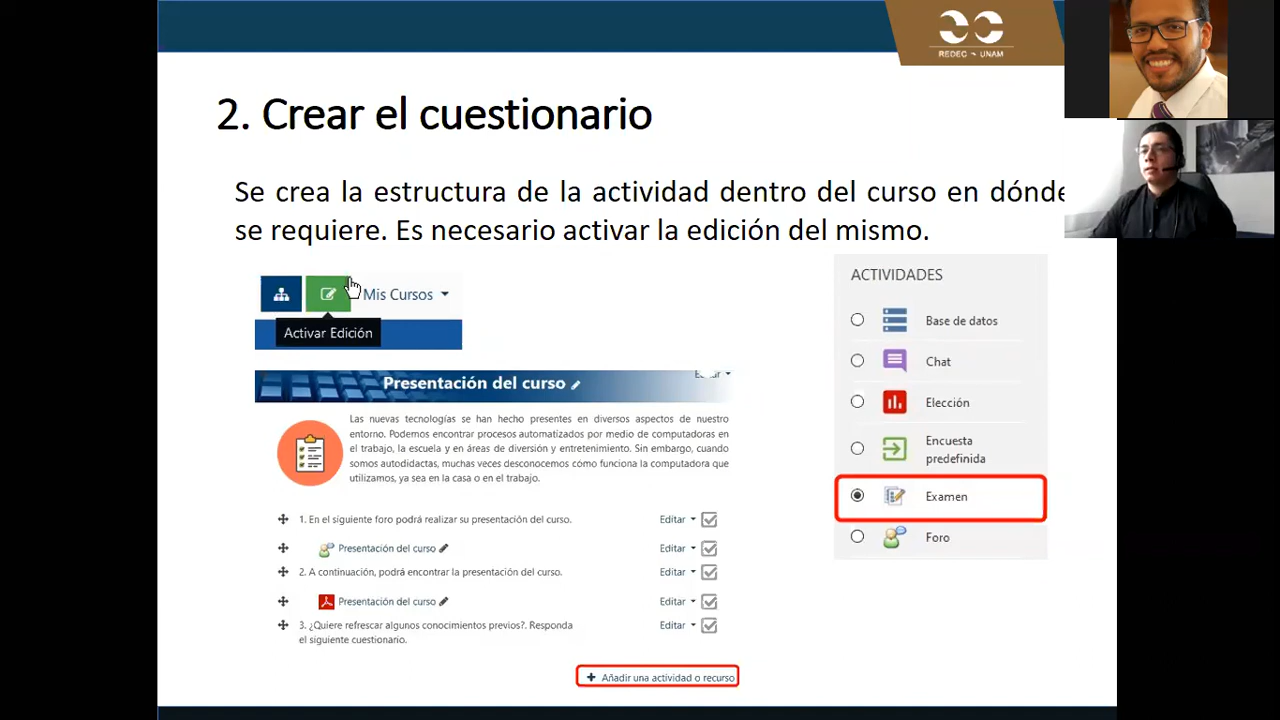 REDEC ~ UNAM
2. Crear el cuestionario
Se crea la estructura de la actividad dentro del curso en dónde
se requiere. Es necesario activar la edición del mismo.
Mis Cursos
Activar Edición
Presentación del curso
Editar
Las nuevas tecnologías se han hecho presentes en diversos aspectos de nuestro
entorno. Podemos encontrar procesos automatizados por medio de computadoras en
el trabajo, la escuela y en áreas de diversión y entretenimiento. Sin embargo, cuando
somos autodidactas, muchas veces desconocemos cómo funciona la computadora que
utilizamos, ya sea en la casa o en el trabajo.
1. En el siguiente foro podrá realizar su presentación del curso. Editar
Presentación del curso Editar
2. A continuación, podrá encontrar la presentación del curso. Editar
Presentación del curso Editar
3. ¿Quiere refrescar algunos conocimientos previos?. Responda Editar
el siguiente cuestionario.
+ Añadir una actividad o recurso
ACTIVIDADES
Base de datos
Chat
Elección
Encuesta
predefinida
Examen
Foro